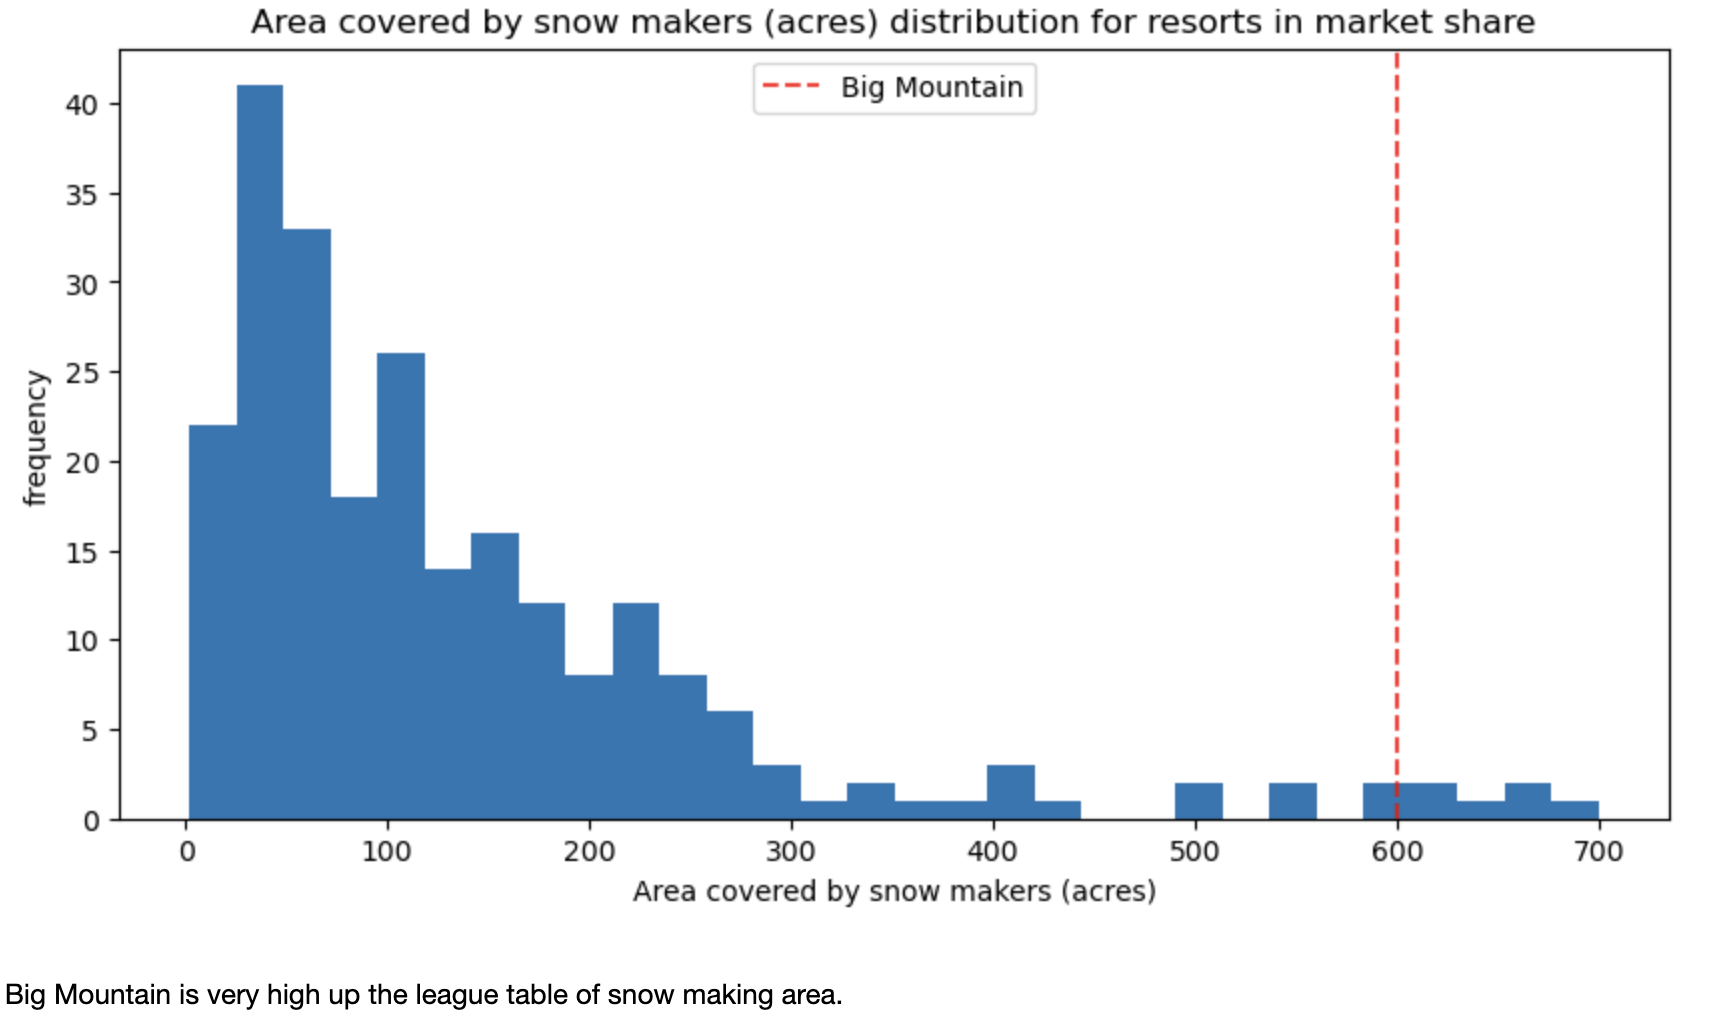 Area covered by snow makers (acres) distribution for resorts in market share
Big Mountain
frequency
40
35
30
25
20
15
10
5
0
0 100 200 300 400 500 600 700
Area covered by snow makers (acres)
Big Mountain is very high up the league table of snow making area.